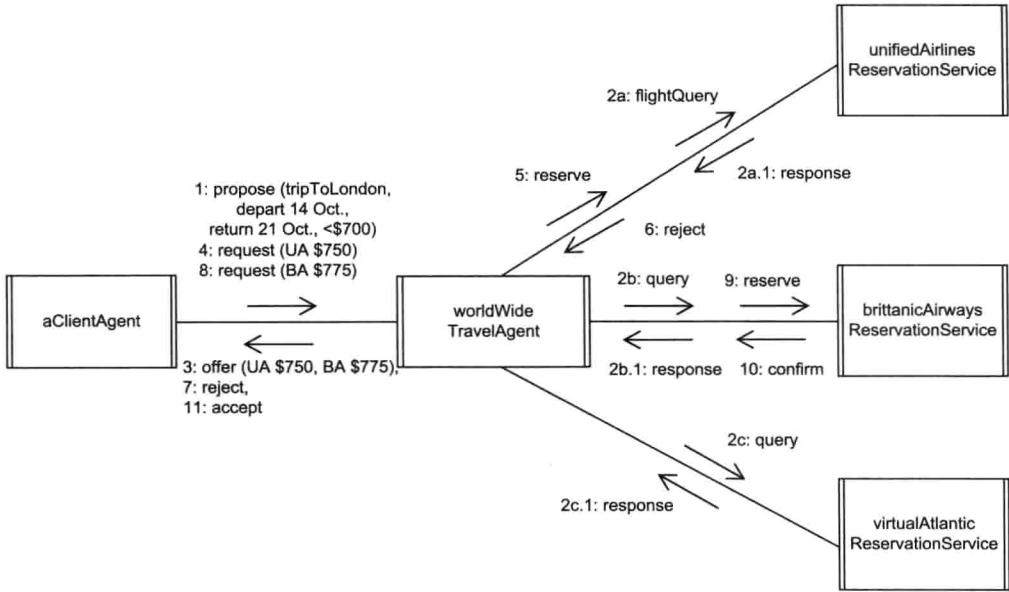 unifiedAirlines
ReservationService
2a: flightQuery
2a.1: response
5: reserve
6: reject
1: propose (tripToLondon,
depart 14 Oct.,
return 21 Oct., <$700)
4: request (UA $750)
8: request (BA $775)
aClientAgent
worldWide
TravelAgent
3: offer (UA $750, BA $775),
7: reject,
11: accept
2b: query
9: reserve
2b.1: response
10: confirm
brittanicAirways
ReservationService
2c: query
2c.1: response
virtualAtlantic
ReservationService